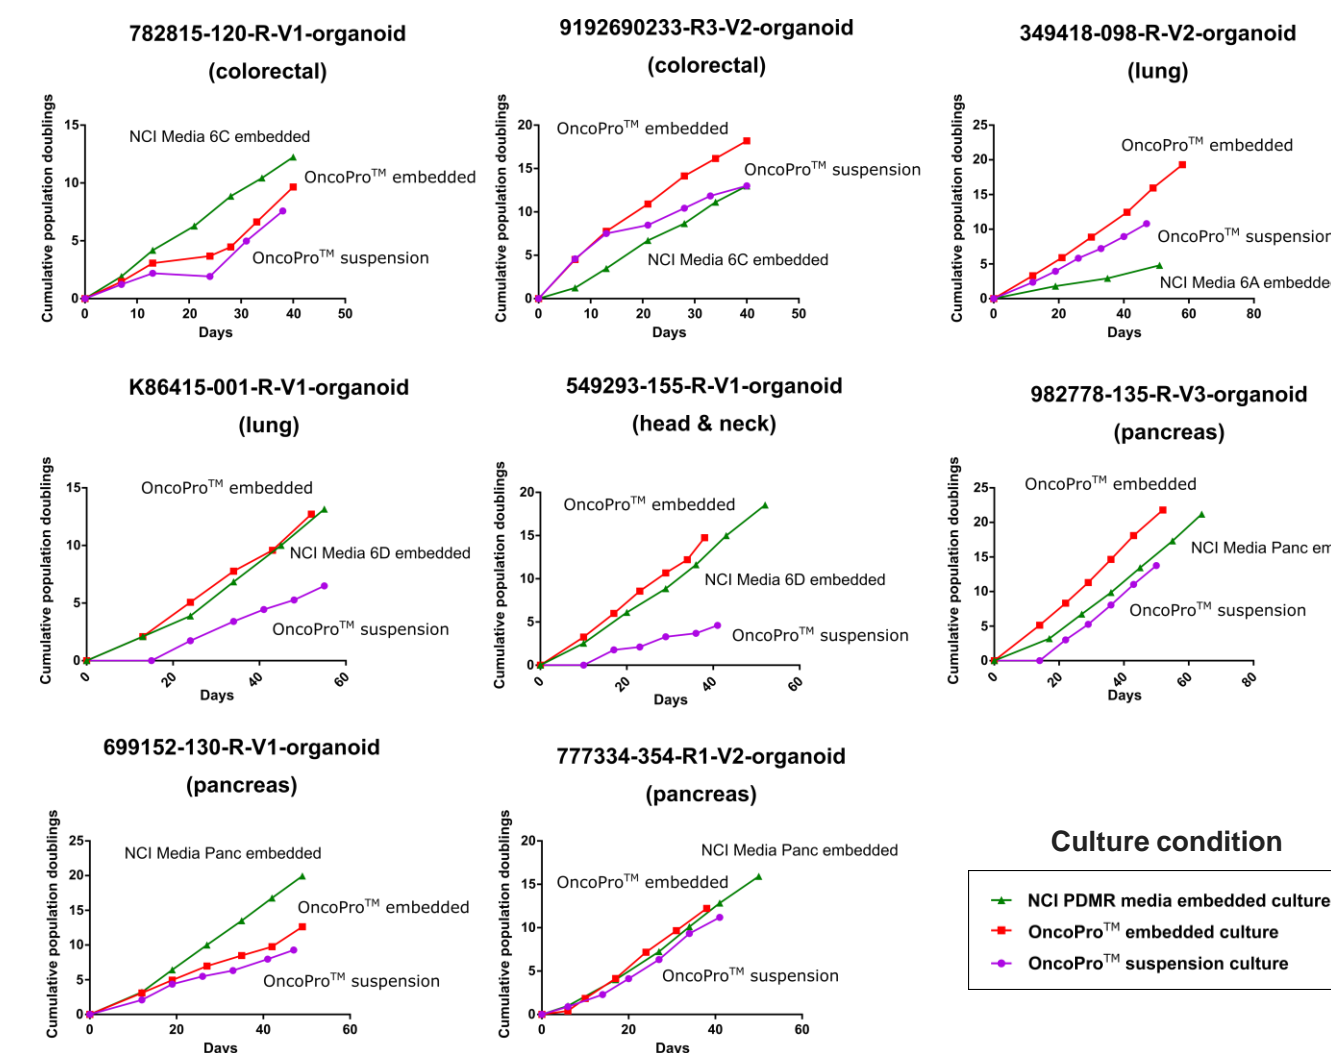 782815-120-R-V1-organoid
(colorectal)
Cumulative population doublings
15
10
5
0
NCI Media 6C embedded
OncoPro™ embedded
OncoPro™ suspension
0 10 20 30 40 50
Days
9192690233-R3-V2-organoid
(colorectal)
Cumulative population doublings
20
15
10
5
0
OncoPro™ embedded
OncoPro™ suspension
NCI Media 6C embedded
0 10 20 30 40 50
Days
349418-098-R-V2-organoid
(lung)
Cumulative population doublings
25
20
15
10
5
0
OncoPro™ embedded
OncoPro™ suspension
NCI Media 6A embedde
0 20 40 60 80
Days
K86415-001-R-V1-organoid
(lung)
Cumulative population doublings
15
10
5
0
OncoPro™ embedded
NCI Media 6D embedded
OncoPro™ suspension
0 20 40 60
Days
549293-155-R-V1-organoid
(head & neck)
Cumulative population doublings
20
15
10
5
0
OncoPro™ embedded
NCI Media 6D embedded
OncoPro™ suspension
0 20 40 60
Days
982778-135-R-V3-organoid
(pancreas)
Cumulative population doublings
25
20
15
10
5
0
OncoPro™ embedded
NCI Media Panc em
OncoPro™ suspension
0 20 40 60 80
Days
699152-130-R-V1-organoid
(pancreas)
Cumulative population doublings
25
20
15
10
5
0
NCI Media Panc embedded
OncoPro™ embedded
OncoPro™ suspension
0 20 40 60
Days
777334-354-R1-V2-organoid
(pancreas)
Cumulative population doublings
20
15
10
5
0
NCI Media Panc embedded
OncoPro™ embedded
OncoPro™ suspension
0 20 40 60
Days
Culture condition
NCI PDMR media embedded culture
OncoPro™ embedded culture
OncoPro™ suspension culture